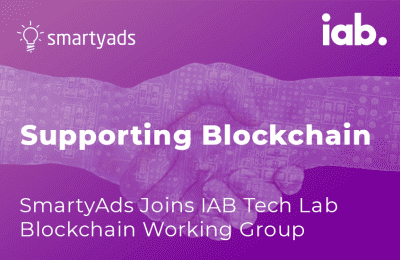 smartyads
iab.
Supporting Blockchain
SmartyAds Joins IAB Tech Lab
Blockchain Working Group